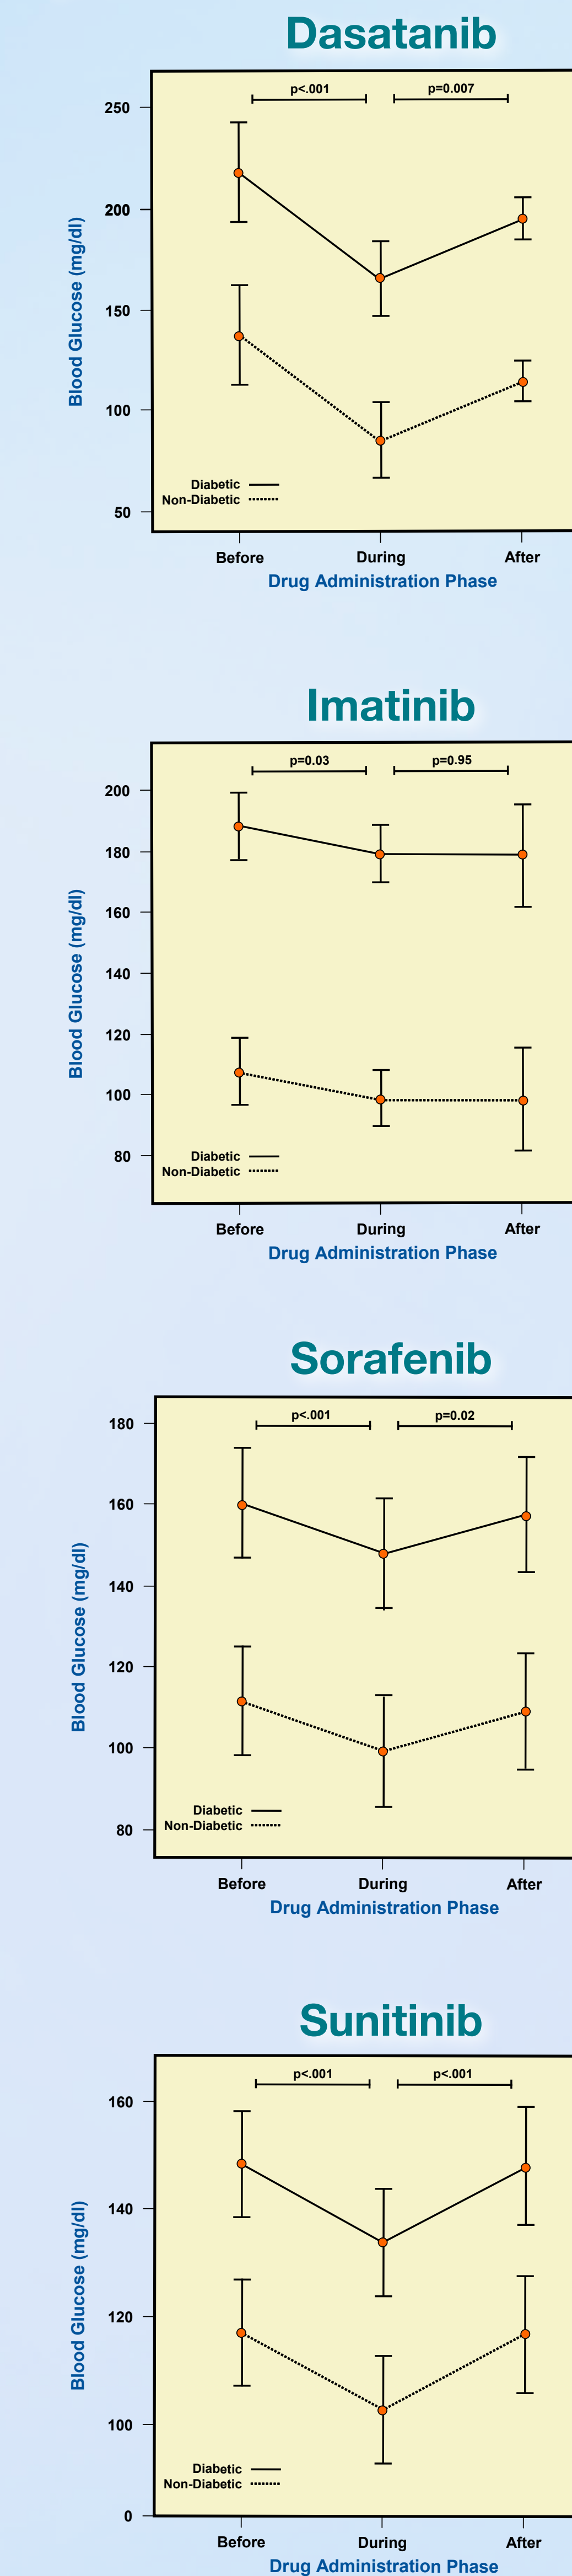 Dasatanib
p<.001 p=0.007
250
200
150
100
50
Blood Glucose (mg/dl)
Diabetic
Non-Diabetic
Before During After
Drug Administration Phase
Imatinib
p=0.03 p=0.95
200
180
160
140
120
100
80
Blood Glucose (mg/dl)
Diabetic
Non-Diabetic
Before During After
Drug Administration Phase
Sorafenib
p<.001 p=0.02
180
160
140
120
100
80
Blood Glucose (mg/dl)
Diabetic
Non-Diabetic
Before During After
Drug Administration Phase
Sunitinib
p<.001 p<.001
160
140
120
100
0
Blood Glucose (mg/dl)
Diabetic
Non-Diabetic
Before During After
Drug Administration Phase